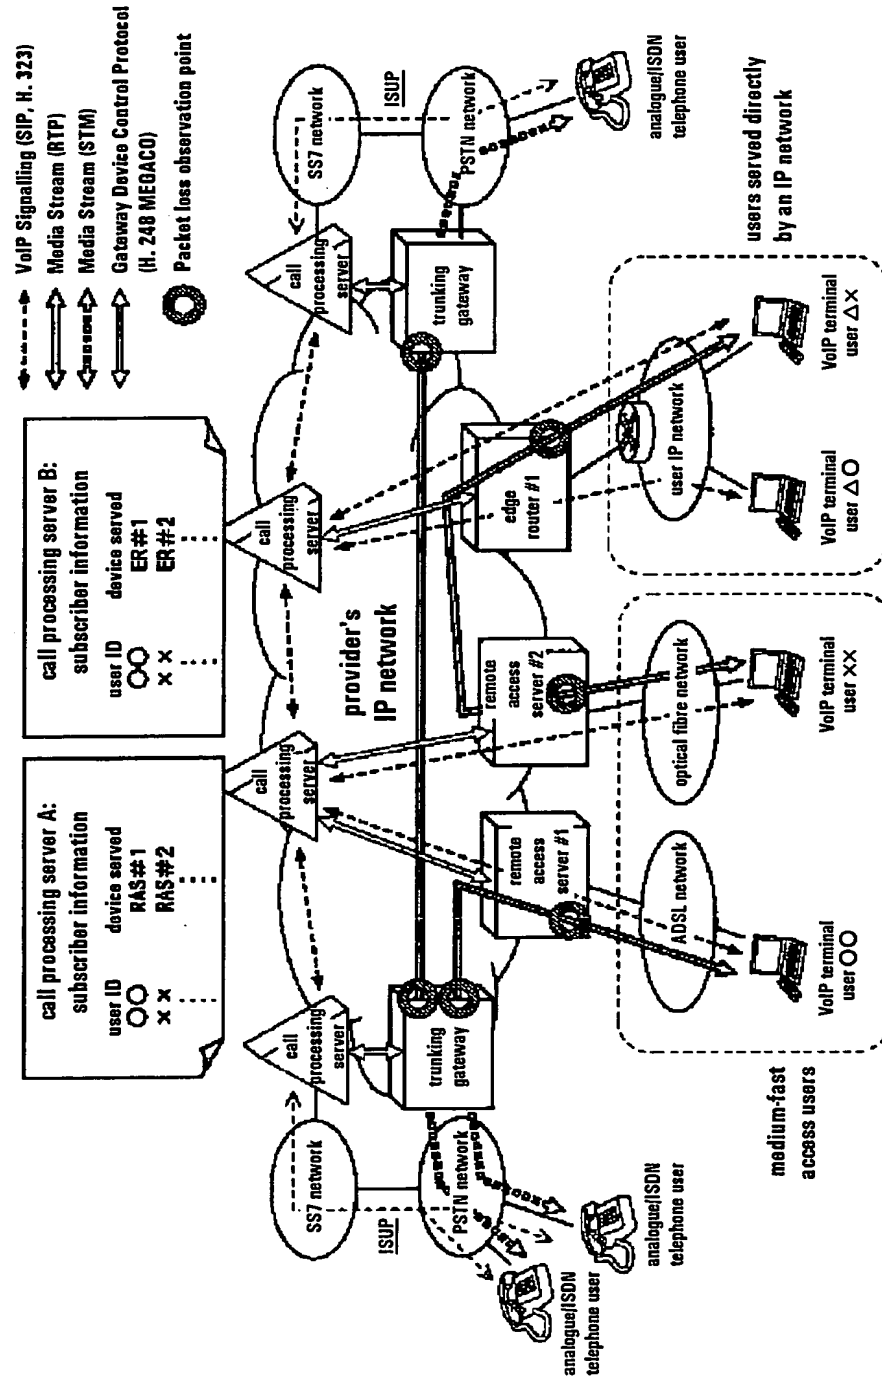 call processing server A:
subscriber information
user ID device served
○○ RAS#1
×× RAS#2
call processing server B:
subscriber information
user ID device served
○○ ER#1
×× ER#2
VoIP Signalling (SIP, H. 323)
Media Stream (RTP)
Media Stream (STM)
Gateway Device Control Protocol
(H. 248 MEGACO)
Packet loss observation point
SS7 network
call
processing
server
call
processing
server
call
processing
server
call
processing
server
SS7 network
ISUP
ISUP
provider's
IP network
PSTN network
trunking
gateway
trunking
gateway
PSTN network
remote
access
server #1
remote
access
server #2
edge
router #1
analogue/ISDN
telephone user
analogue/ISDN
telephone user
analogue/ISDN
telephone user
ADSL network
optical fibre network
user IP network
users served directly
by an IP network
medium-fast
access users
VoIP terminal
user ○○
VoIP terminal
user ××
VoIP terminal
user △○
VoIP terminal
user △×